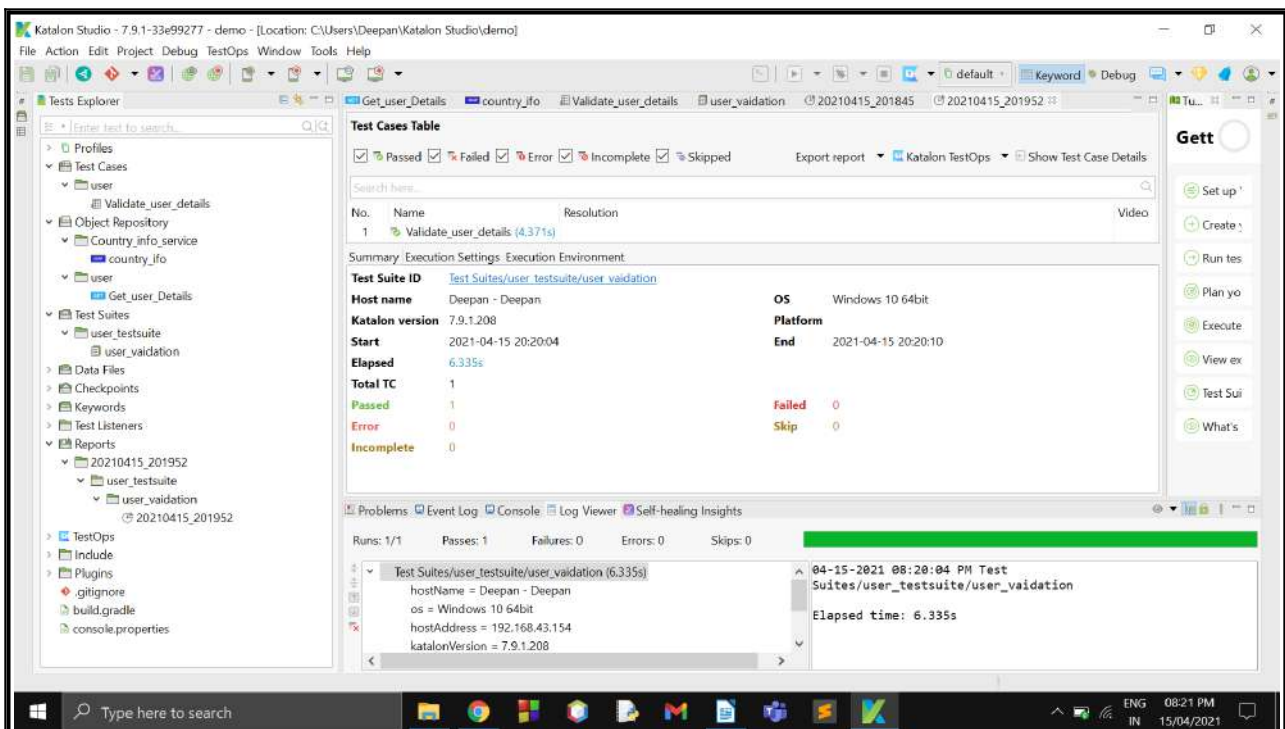 Katalon Studio - 7.9.1-33e99277 - demo - [Location: C:\Users\Deepan\Katalon Studio\demo]
File Action Edit Project Debug TestOps Window Tools Help
default Keyword Debug
Tests Explorer
Enter text to search...
Profiles
Test Cases
user
Validate_user_details
Object Repository
Country_info_service
country_ifo
user
Get_user_Details
Test Suites
user_testsuite
user_vaidation
Data Files
Checkpoints
Keywords
Test Listeners
Reports
20210415_201952
user_testsuite
user_vaidation
20210415_201952
TestOps
Include
Plugins
.gitignore
build.gradle
console.properties
Get_user_Details country_ifo Validate_user_details user_vaidation 20210415_201845 20210415_201952
Test Cases Table
Passed Failed Error Incomplete Skipped Export report Katalon TestOps Show Test Case Details
Search here...
No. Name Resolution Video
1 Validate_user_details (4.371s)
Summary Execution Settings Execution Environment
Test Suite ID Test Suites/user_testsuite/user_vaidation
Host name Deepan - Deepan OS Windows 10 64bit
Katalon version 7.9.1.208 Platform
Start 2021-04-15 20:20:04 End 2021-04-15 20:20:10
Elapsed 6.335s
Total TC 1
Passed 1 Failed 0
Error 0 Skip 0
Incomplete 0
Tu...
Gett
Set up
Create
Run tes
Plan yo
Execute
View ex
Test Sui
What's
Problems Event Log Console Log Viewer Self-healing Insights
Runs: 1/1 Passes: 1 Failures: 0 Errors: 0 Skips: 0
Test Suites/user_testsuite/user_vaidation (6.335s)
hostName = Deepan - Deepan
os = Windows 10 64bit
hostAddress = 192.168.43.154
katalonVersion = 7.9.1.208
04-15-2021 08:20:04 PM Test
Suites/user_testsuite/user_vaidation
Elapsed time: 6.335s
Type here to search
ENG
IN
08:21 PM
15/04/2021